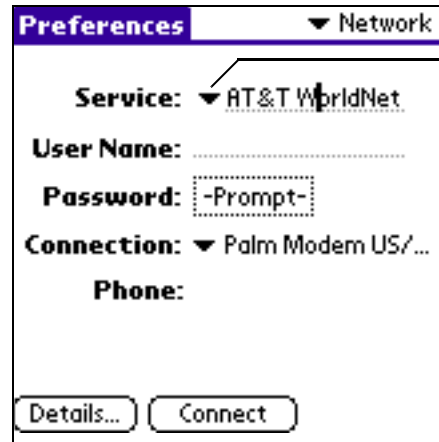 Preferences Network
Service: AT&T WorldNet
User Name:
Password: -Prompt-
Connection: Palm Modem US/...
Phone:
Details... Connect